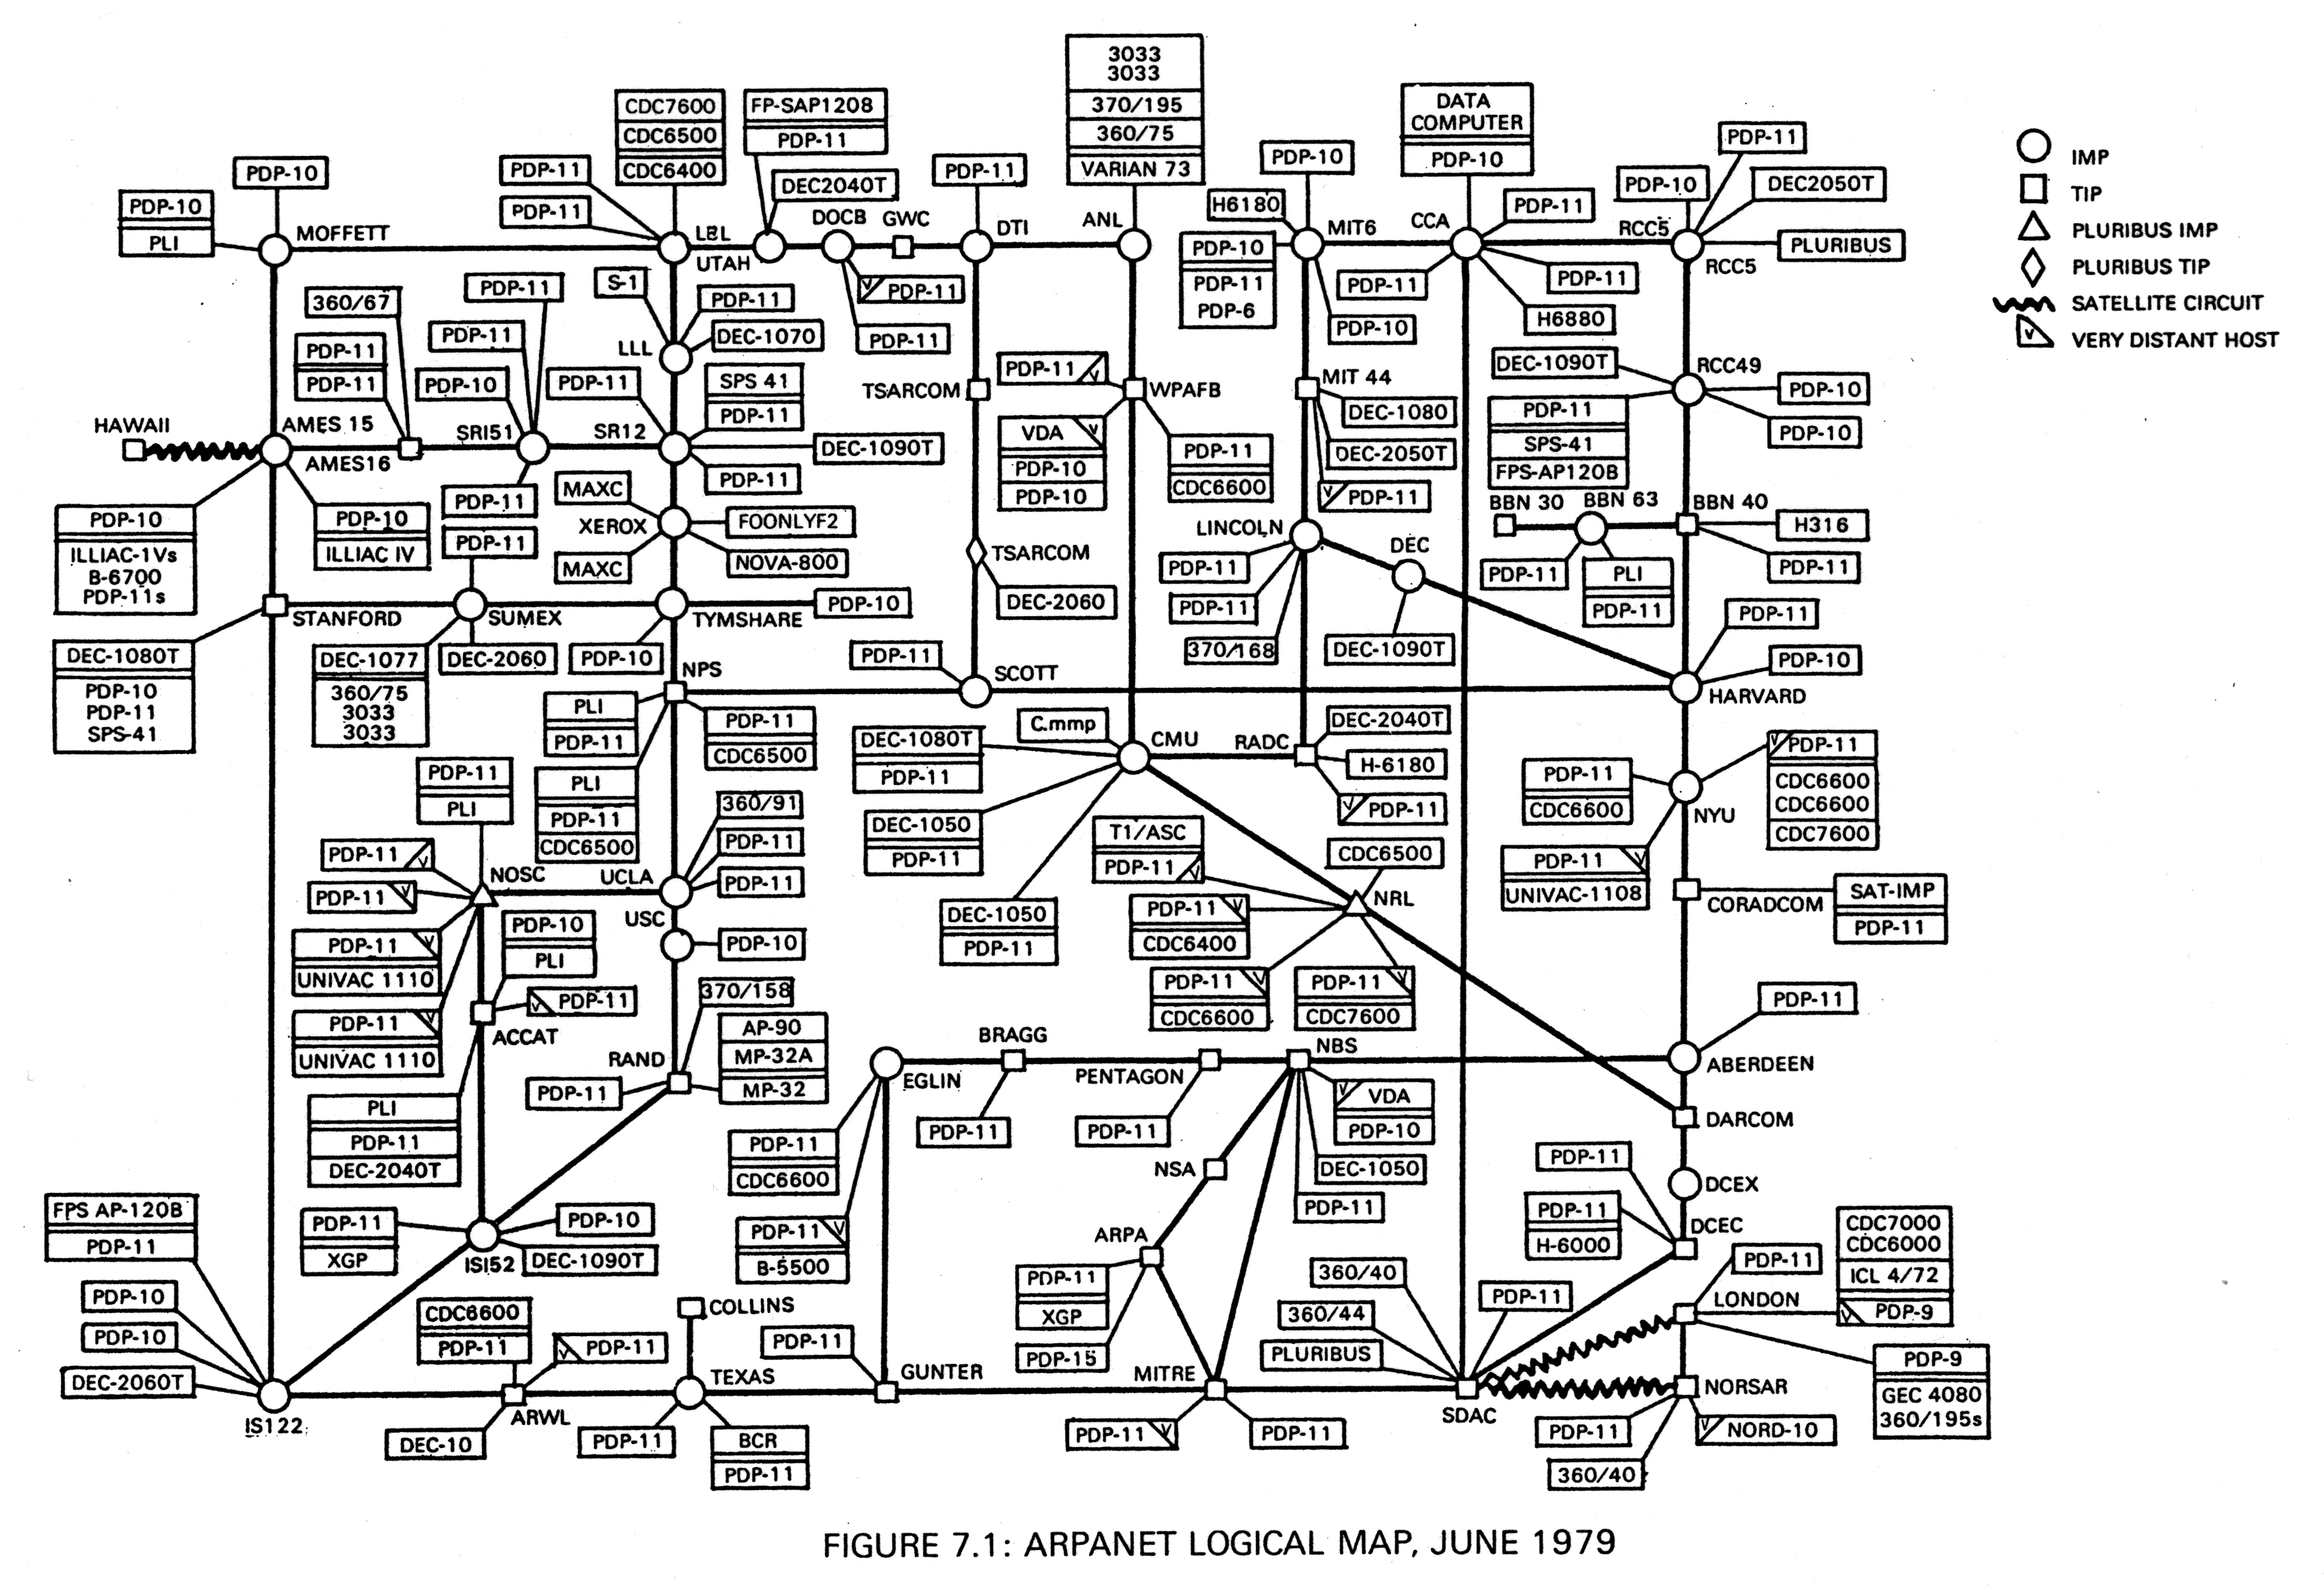 3033
3033
370/195
360/75
VARIAN 73
CDC7600
CDC6500
CDC6400
FP-SAP1208
PDP-11
DATA
COMPUTER
PDP-10
PDP-11
PDP-10
PDP-10
PLI
MOFFETT
PDP-11
PDP-11
LBL
UTAH
DEC2040T
DOCB
GWC
PDP-11
DTI
ANL
PDP-10
H6180
MIT6
CCA
PDP-11
PDP-10
DEC2050T
RCC5
RCC5
PLURIBUS
IMP
TIP
PLURIBUS IMP
PLURIBUS TIP
SATELLITE CIRCUIT
V
VERY DISTANT HOST
PDP-10
PDP-11
PDP-6
PDP-10
PDP-11
PDP-11
H6880
V
PDP-11
PDP-11
S-1
PDP-11
DEC-1070
LLL
360/67
PDP-11
PDP-11
PDP-11
PDP-11
PDP-10
PDP-11
SPS 41
PDP-11
HAWAII
AMES 15
AMES16
SRI51
SR12
DEC-1090T
PDP-11
PDP-11
TSARCOM
PDP-11
V
WPAFB
VDA
V
PDP-10
PDP-10
PDP-11
CDC6600
MIT 44
DEC-1080
DEC-2050T
V
PDP-11
DEC-1090T
RCC49
PDP-10
PDP-10
PDP-11
SPS-41
FPS-AP120B
BBN 30
BBN 63
BBN 40
H316
PDP-11
PDP-11
PLI
PDP-11
PDP-10
ILLIAC-1Vs
B-6700
PDP-11s
PDP-10
ILLIAC IV
PDP-11
MAXC
XEROX
FOONLYF2
MAXC
NOVA-800
TSARCOM
DEC-2060
LINCOLN
PDP-11
PDP-11
370/168
DEC
DEC-1090T
STANFORD
SUMEX
TYMSHARE
PDP-10
PDP-10
DEC-1080T
PDP-10
PDP-11
SPS-41
DEC-1077
360/75
3033
3033
DEC-2060
NPS
PDP-11
SCOTT
PDP-11
PDP-10
HARVARD
PLI
PDP-11
PDP-11
CDC6500
PLI
PDP-11
CDC6500
C.mmp
CMU
DEC-1080T
PDP-11
DEC-1050
PDP-11
DEC-1050
PDP-11
RADC
DEC-2040T
H-6180
V
PDP-11
PDP-11
CDC6600
V
PDP-11
CDC6600
CDC6600
CDC7600
NYU
PDP-11
V
UNIVAC-1108
PDP-11
PLI
PDP-11
V
NOSC
PDP-11
V
UCLA
360/91
PDP-11
PDP-11
USC
PDP-10
T1/ASC
PDP-11
V
CDC6500
NRL
PDP-11
V
CDC6400
PDP-11
V
CDC6600
PDP-11
V
CDC7600
CORADCOM
SAT-IMP
PDP-11
PDP-11
V
UNIVAC 1110
PDP-11
V
UNIVAC 1110
PDP-10
PLI
V
PDP-11
ACCAT
PLI
PDP-11
DEC-2040T
370/158
RAND
PDP-11
AP-90
MP-32A
MP-32
EGLIN
BRAGG
PDP-11
PENTAGON
PDP-11
NBS
V
VDA
PDP-10
DEC-1050
PDP-11
PDP-11
ABERDEEN
DARCOM
DCEX
DCEC
PDP-11
PDP-11
H-6000
PDP-11
CDC6600
PDP-11
V
B-5500
NSA
ARPA
PDP-11
XGP
PDP-15
FPS AP-120B
PDP-11
PDP-10
PDP-10
DEC-2060T
IS122
PDP-11
XGP
ISI52
PDP-10
DEC-1090T
CDC6600
PDP-11
V
PDP-11
ARWL
DEC-10
COLLINS
TEXAS
PDP-11
BCR
PDP-11
PDP-11
GUNTER
MITRE
PDP-11
V
PDP-11
360/40
360/44
PLURIBUS
PDP-11
SDAC
LONDON
PDP-11
CDC7000
CDC6000
ICL 4/72
V
PDP-9
PDP-9
GEC 4080
360/195s
NORSAR
PDP-11
V
NORD-10
360/40
FIGURE 7.1: ARPANET LOGICAL MAP, JUNE 1979